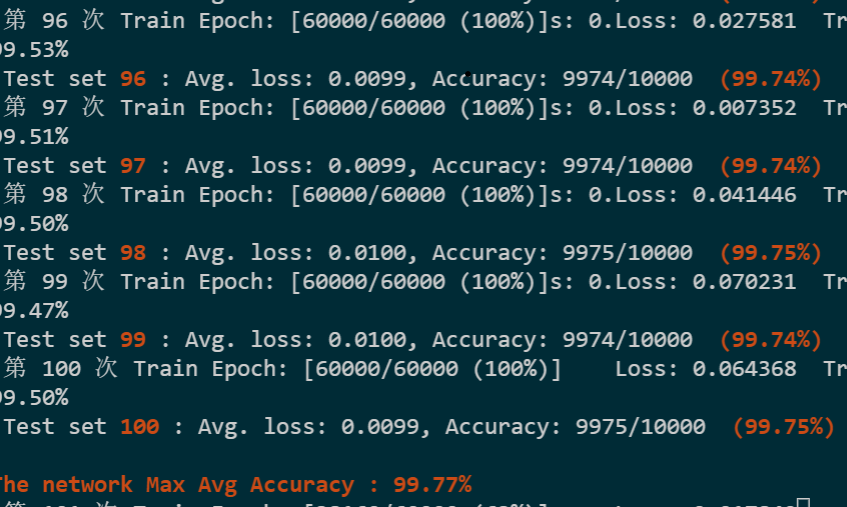 第 96 次 Train Epoch: [60000/60000 (100%)]s: 0.Loss: 0.027581 Tr
9.53%
Test set 96 : Avg. loss: 0.0099, Accuracy: 9974/10000 (99.74%)
第 97 次 Train Epoch: [60000/60000 (100%)]s: 0.Loss: 0.007352 Tr
9.51%
Test set 97 : Avg. loss: 0.0099, Accuracy: 9974/10000 (99.74%)
第 98 次 Train Epoch: [60000/60000 (100%)]s: 0.Loss: 0.041446 Tr
9.50%
Test set 98 : Avg. loss: 0.0100, Accuracy: 9975/10000 (99.75%)
第 99 次 Train Epoch: [60000/60000 (100%)]s: 0.Loss: 0.070231 Tr
9.47%
Test set 99 : Avg. loss: 0.0100, Accuracy: 9974/10000 (99.74%)
第 100 次 Train Epoch: [60000/60000 (100%)] Loss: 0.064368 Tr
9.50%
Test set 100 : Avg. loss: 0.0099, Accuracy: 9975/10000 (99.75%)
The network Max Avg Accuracy : 99.77%